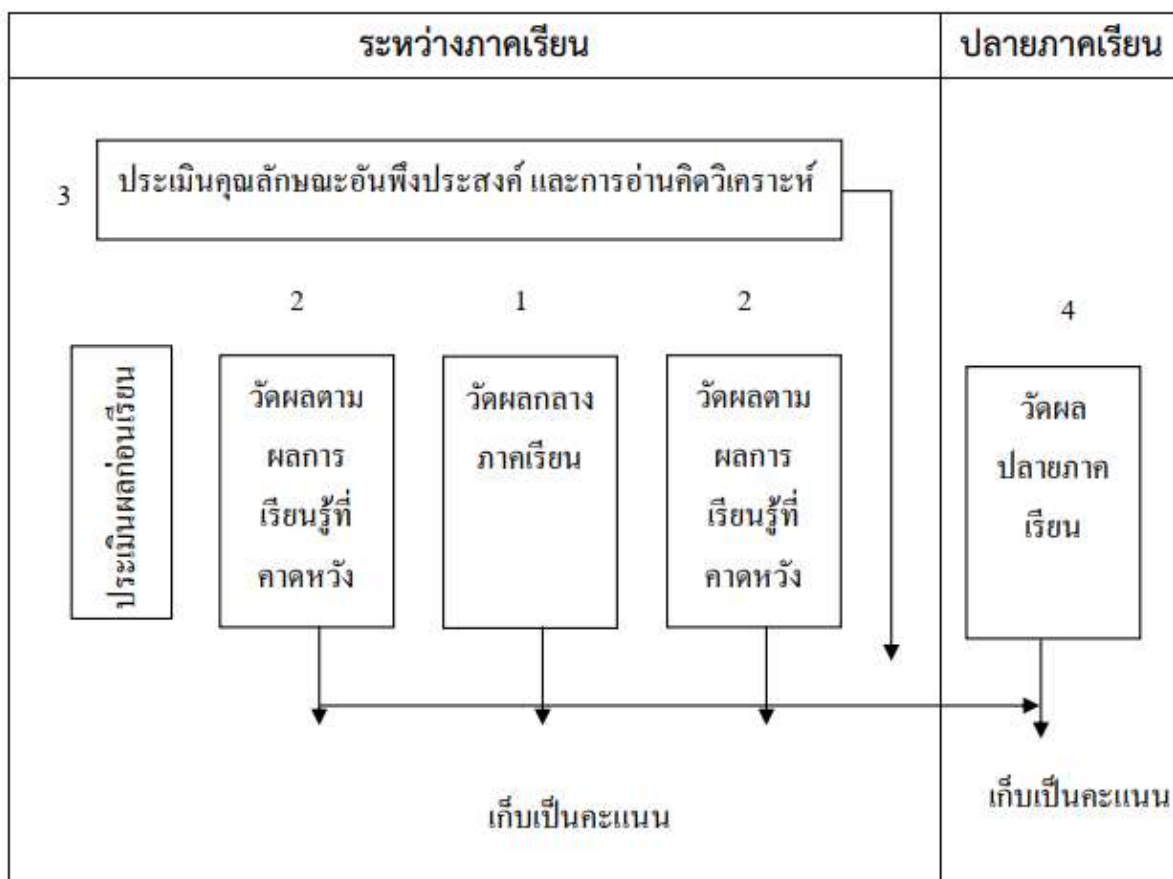 ระหว่างภาคเรียน
ปลายภาคเรียน
3
ประเมินคุณลักษณะอันพึงประสงค์ และการอ่านคิดวิเคราะห์
2
1
2
4
ประเมินผลก่อนเรียน
วัดผลตาม
ผลการ
เรียนรู้ที่
คาดหวัง
วัดผลกลาง
ภาคเรียน
วัดผลตาม
ผลการ
เรียนรู้ที่
คาดหวัง
วัดผล
ปลายภาค
เรียน
เก็บเป็นคะแนน
เก็บเป็นคะแนน